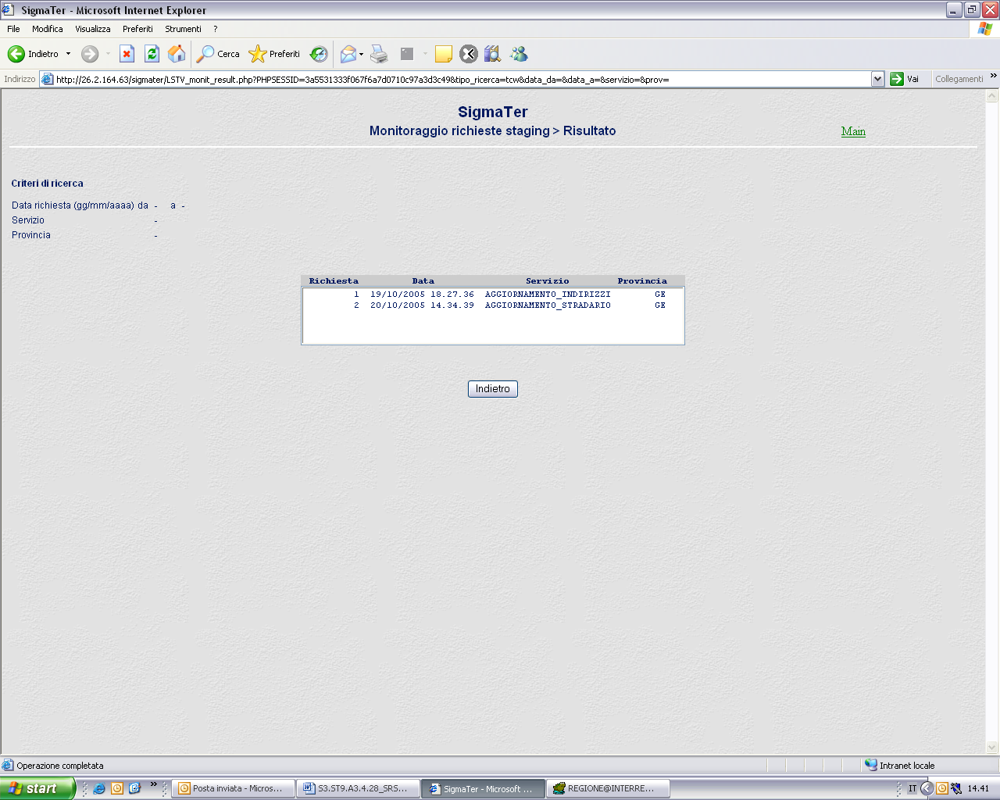 SigmaTer - Microsoft Internet Explorer
File Modifica Visualizza Preferiti Strumenti ?
Indietro Cerca Preferiti
Indirizzo http://26.2.164.63/sigmater/LSTV_monit_result.php?PHPSESSID=3a5531333f067f6a7d0710c97a3d3c49&tipo_ricerca=tcw&data_da=&data_a=&servizio=&prov= Vai Collegamenti »
SigmaTer
Monitoraggio richieste staging > Risultato
Main
Criteri di ricerca
Data richiesta (gg/mm/aaaa) da - a -
Servizio -
Provincia -
Richiesta Data Servizio Provincia
1 19/10/2005 18.27.36 AGGIORNAMENTO_INDIRIZZI GE
2 20/10/2005 14.34.39 AGGIORNAMENTO_STRADARIO GE
Indietro
Operazione completata
Intranet locale
start » Posta inviata - Micros... S3.ST9.A3.4.28_SRS... SigmaTer - Microsoft ... REGIONE@INTERRE... IT 14.41